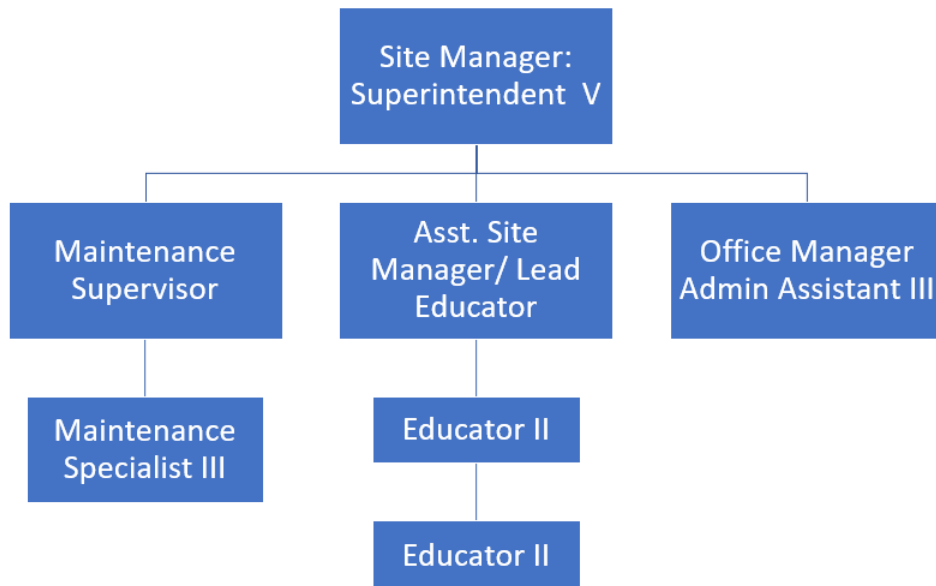 Site Manager:
Superintendent V
Maintenance
Supervisor
Asst. Site
Manager/ Lead
Educator
Office Manager
Admin Assistant III
Maintenance
Specialist III
Educator II
Educator II